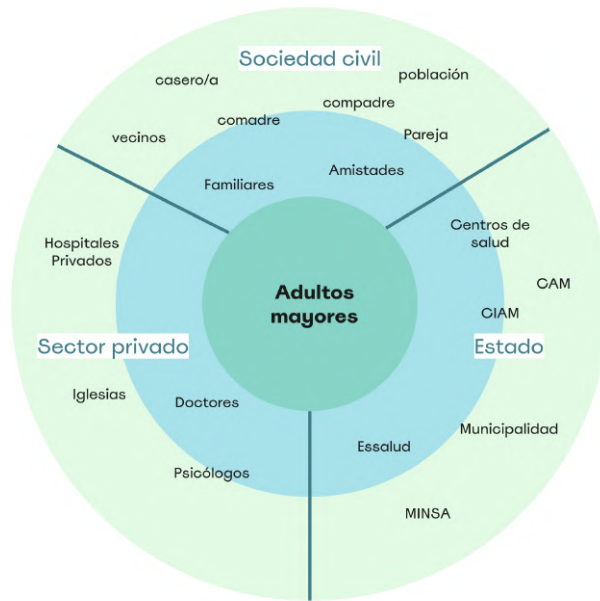 Sociedad civil
casero/a
población
compadre
comadre
vecinos
Pareja
Amistades
Familiares
Centros de
salud
Hospitales
Privados
CAM
Adultos
mayores
CIAM
Sector privado
Estado
Iglesias
Doctores
Municipalidad
Essalud
Psicólogos
MINSA